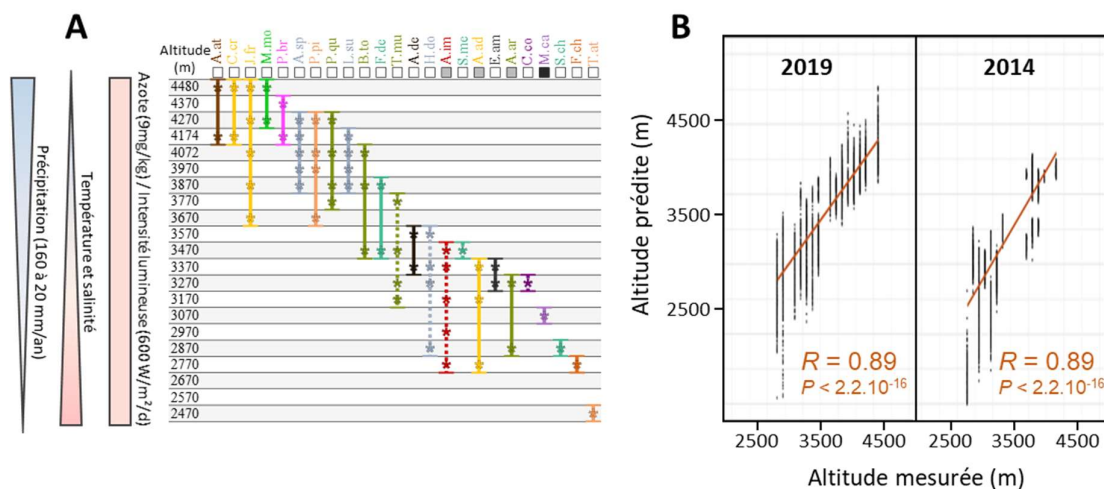 A
Altitude
(m)
A.at
C.cr
J.fr
M.mo
P.br
A.sp
P.pi
P.qu
L.su
B.to
F.de
T.mu
A.de
H.do
A.im
S.mc
A.ad
E.am
A.ar
C.co
M.ca
S.ch
F.ch
T.at
4480
4370
4270
4174
4072
3970
3870
3770
3670
3570
3470
3370
3270
3170
3070
2970
2870
2770
2670
2570
2470
Précipitation (160 à 20 mm/an)
Température et salinité
Azote (9mg/kg) / Intensité lumineuse (600 W/m²/d)
B
2019
2014
Altitude prédite (m)
4500
3500
2500
R = 0.89
P < 2.2.10⁻¹⁶
R = 0.89
P < 2.2.10⁻¹⁶
2500
3500
4500
2500
3500
4500
Altitude mesurée (m)